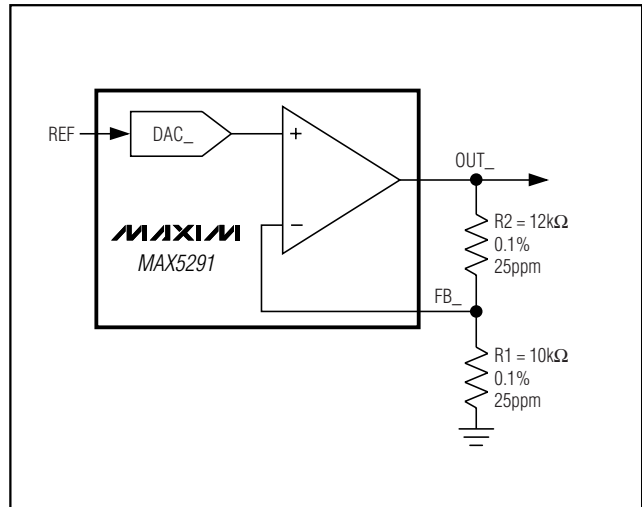 REF
DAC_
+
OUT_
−
MAXIM
MAX5291
R2 = 12kΩ
0.1%
25ppm
FB_
R1 = 10kΩ
0.1%
25ppm